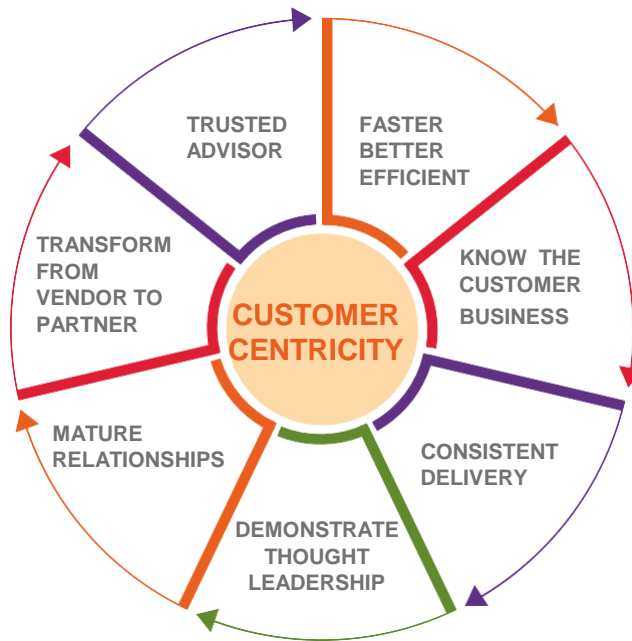 TRUSTED
ADVISOR
FASTER
BETTER
EFFICIENT
KNOW THE
CUSTOMER
BUSINESS
CONSISTENT
DELIVERY
DEMONSTRATE
THOUGHT
LEADERSHIP
MATURE
RELATIONSHIPS
TRANSFORM
FROM
VENDOR TO
PARTNER
CUSTOMER
CENTRICITY